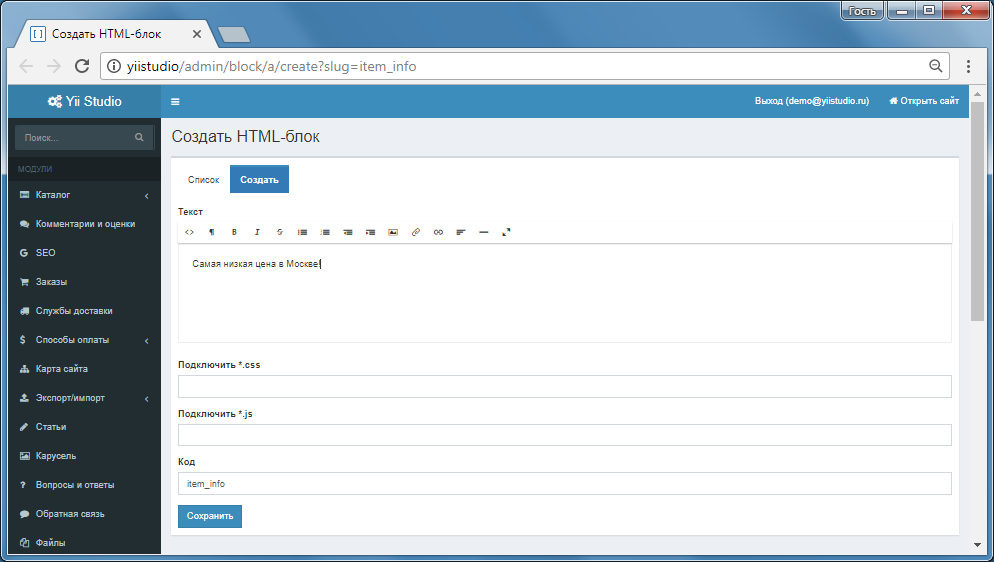 Гость
Создать HTML-блок
yiistudio/admin/block/a/create?slug=item_info
Yii Studio
Выход (demo@yiistudio.ru) Открыть сайт
Поиск...
МОДУЛИ
Каталог
Комментарии и оценки
SEO
Заказы
Службы доставки
Способы оплаты
Карта сайта
Экспорт/импорт
Статьи
Карусель
Вопросы и ответы
Обратная связь
Файлы
Создать HTML-блок
Список Создать
Текст
Самая низкая цена в Москве!
Подключить *.css
Подключить *.js
Код
item_info
Сохранить